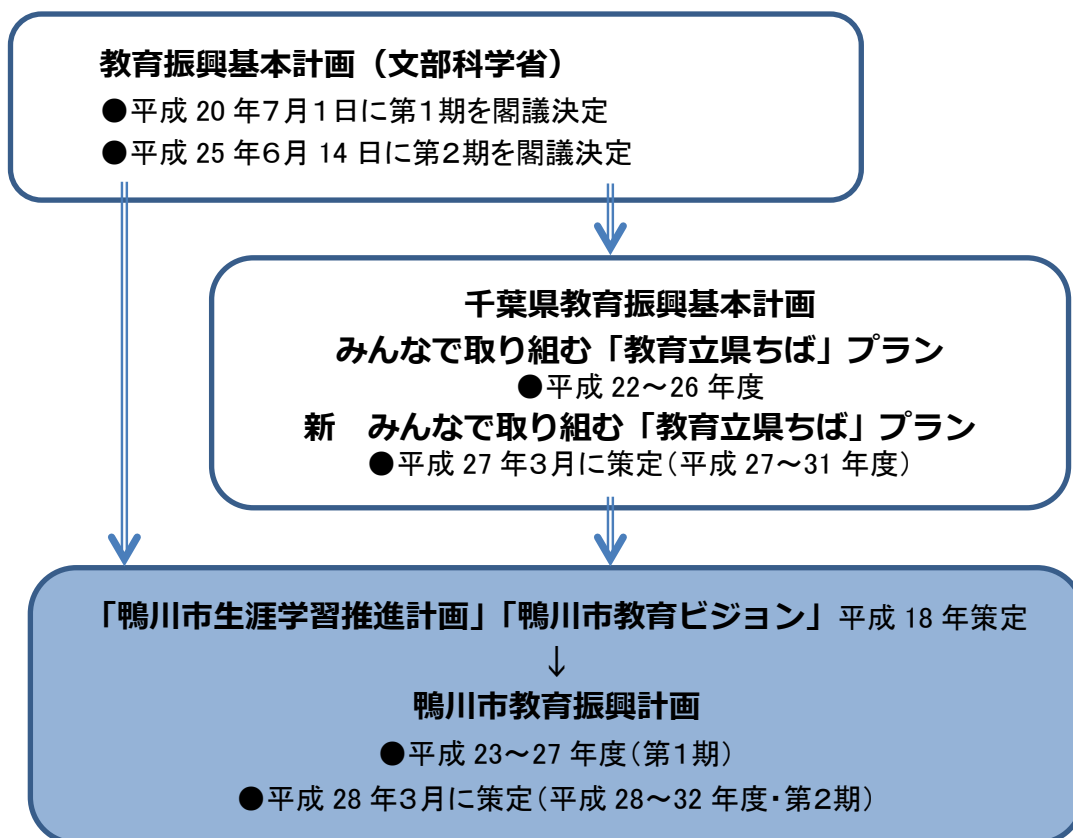 教育振興基本計画（文部科学省）
●平成 20 年７月１日に第１期を閣議決定
●平成 25 年６月 14 日に第２期を閣議決定
千葉県教育振興基本計画
みんなで取り組む「教育立県ちば」プラン
●平成 22～26 年度
新　みんなで取り組む「教育立県ちば」プラン
●平成 27 年３月に策定（平成 27～31 年度）
「鴨川市生涯学習推進計画」「鴨川市教育ビジョン」 平成 18 年策定
↓
鴨川市教育振興計画
●平成 23～27 年度（第１期）
●平成 28 年３月に策定（平成 28～32 年度・第２期）